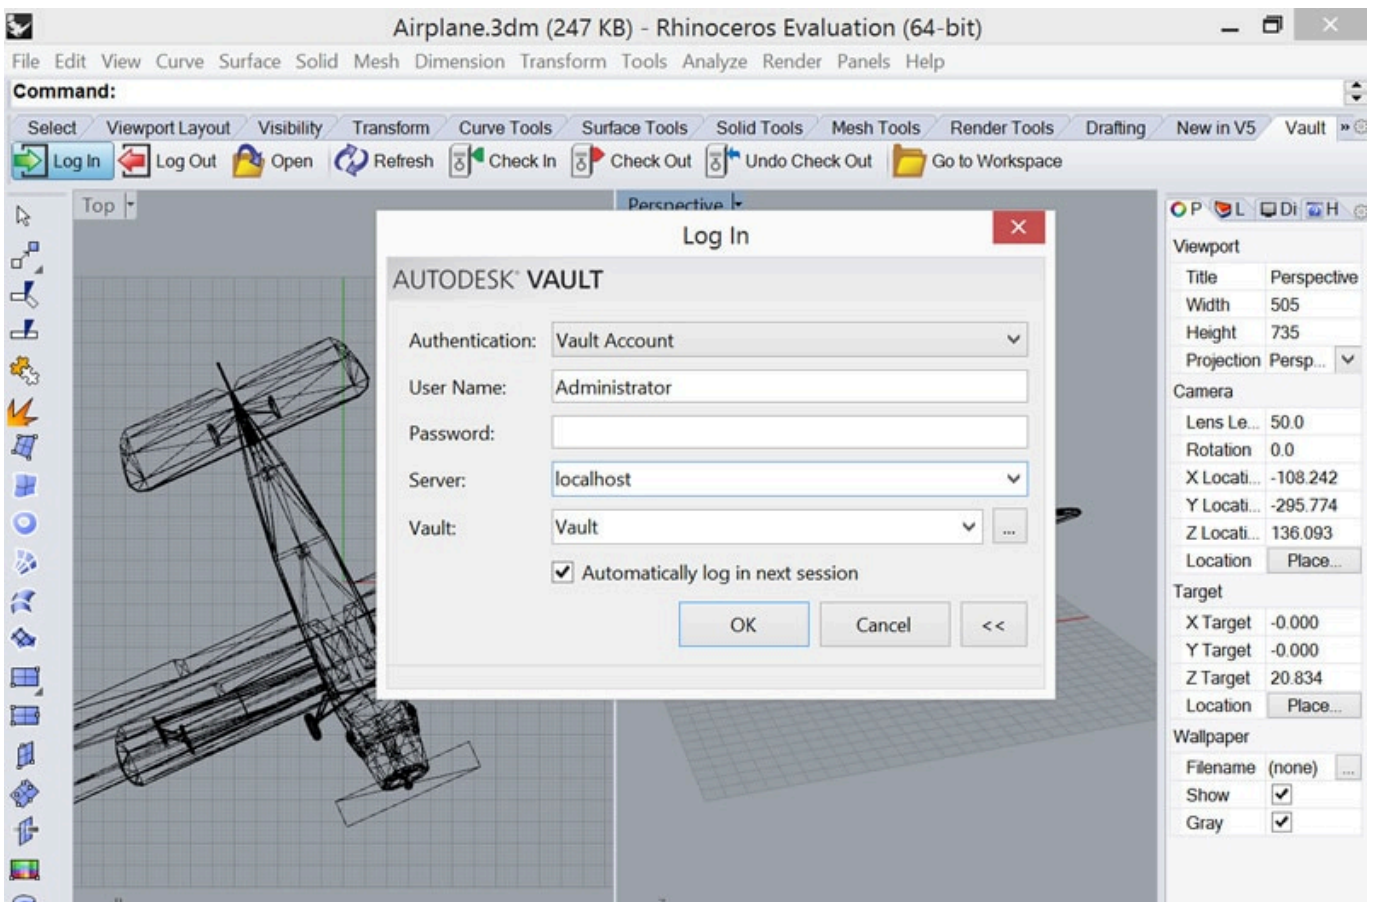 Airplane.3dm (247 KB) - Rhinoceros Evaluation (64-bit)
File Edit View Curve Surface Solid Mesh Dimension Transform Tools Analyze Render Panels Help
Command:
Select Viewport Layout Visibility Transform Curve Tools Surface Tools Solid Tools Mesh Tools Render Tools Drafting New in V5 Vault »
Log In Log Out Open Refresh Check In Check Out Undo Check Out Go to Workspace
Top
Perspective
Log In
AUTODESK® VAULT
Authentication: Vault Account
User Name: Administrator
Password:
Server: localhost
Vault: Vault ...
Automatically log in next session
OK Cancel <<
P L Di H
Viewport
Title Perspective
Width 505
Height 735
Projection Persp...
Camera
Lens Le... 50.0
Rotation 0.0
X Locati... -108.242
Y Locati... -295.774
Z Locati... 136.093
Location Place...
Target
X Target -0.000
Y Target -0.000
Z Target 20.834
Location Place...
Wallpaper
Filename (none) ...
Show
Gray